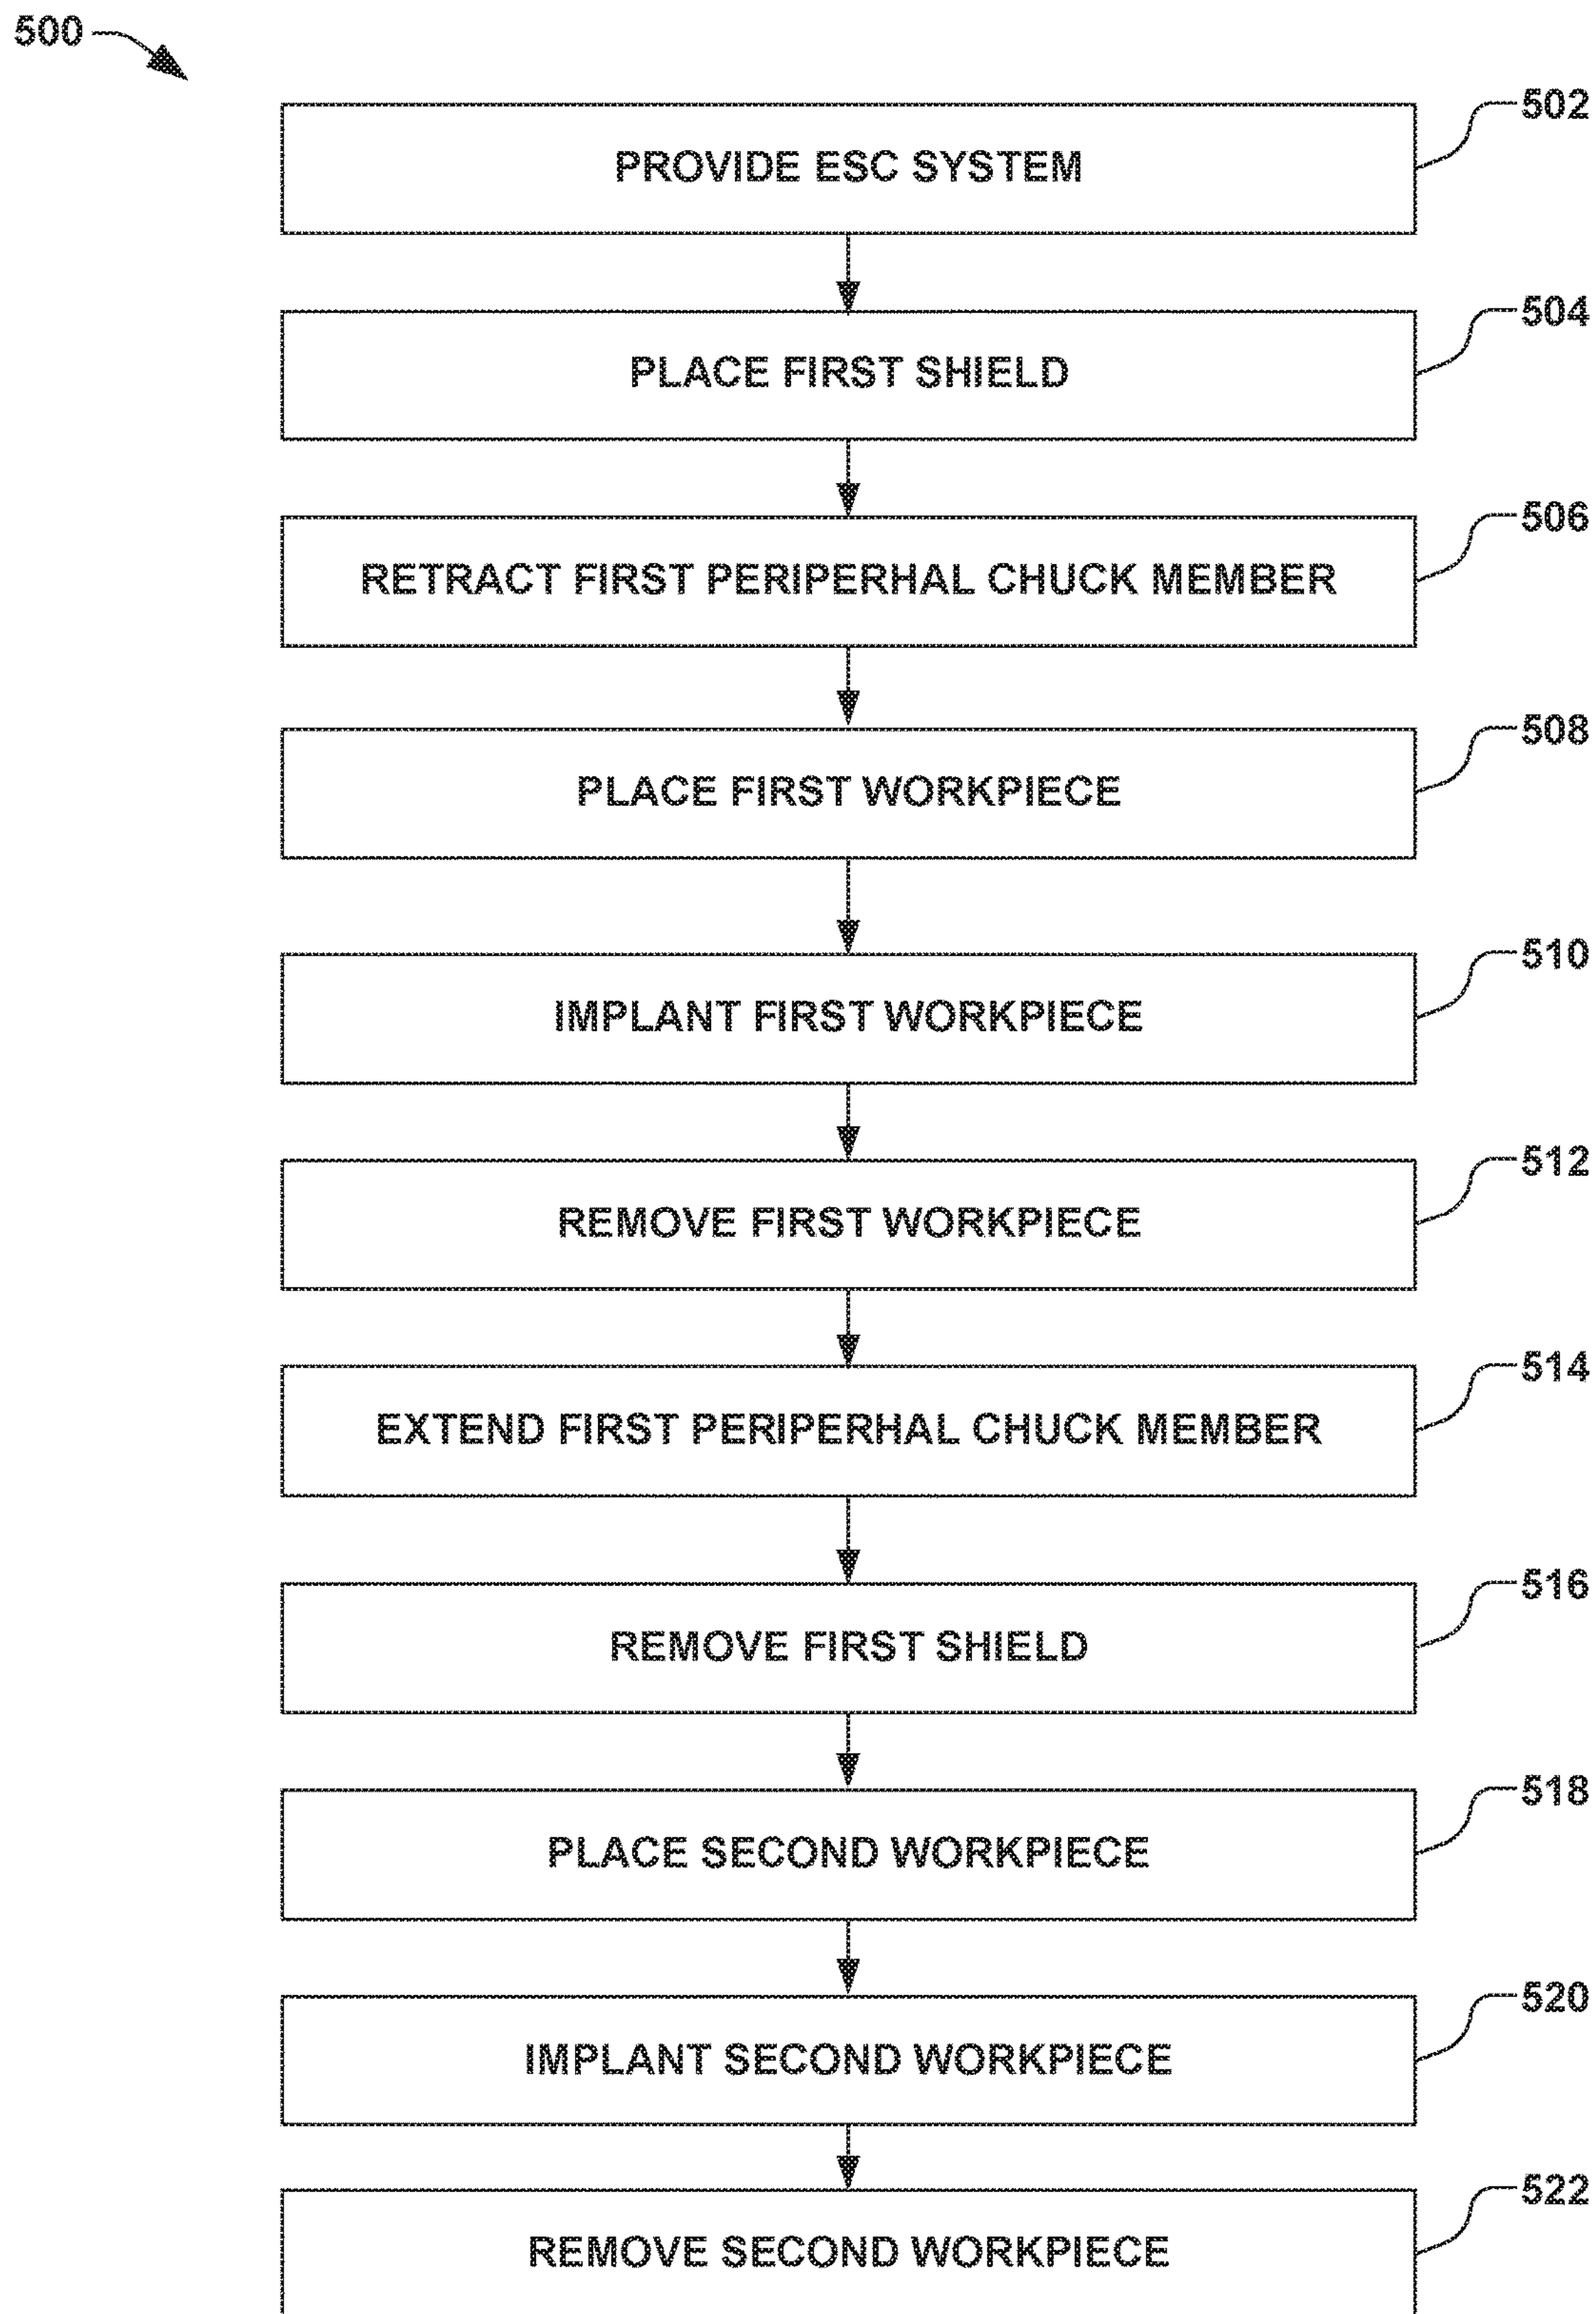 500
502
PROVIDE ESC SYSTEM
504
PLACE FIRST SHIELD
506
RETRACT FIRST PERIPERHAL CHUCK MEMBER
508
PLACE FIRST WORKPIECE
510
IMPLANT FIRST WORKPIECE
512
REMOVE FIRST WORKPIECE
514
EXTEND FIRST PERIPERHAL CHUCK MEMBER
516
REMOVE FIRST SHIELD
518
PLACE SECOND WORKPIECE
520
IMPLANT SECOND WORKPIECE
522
REMOVE SECOND WORKPIECE